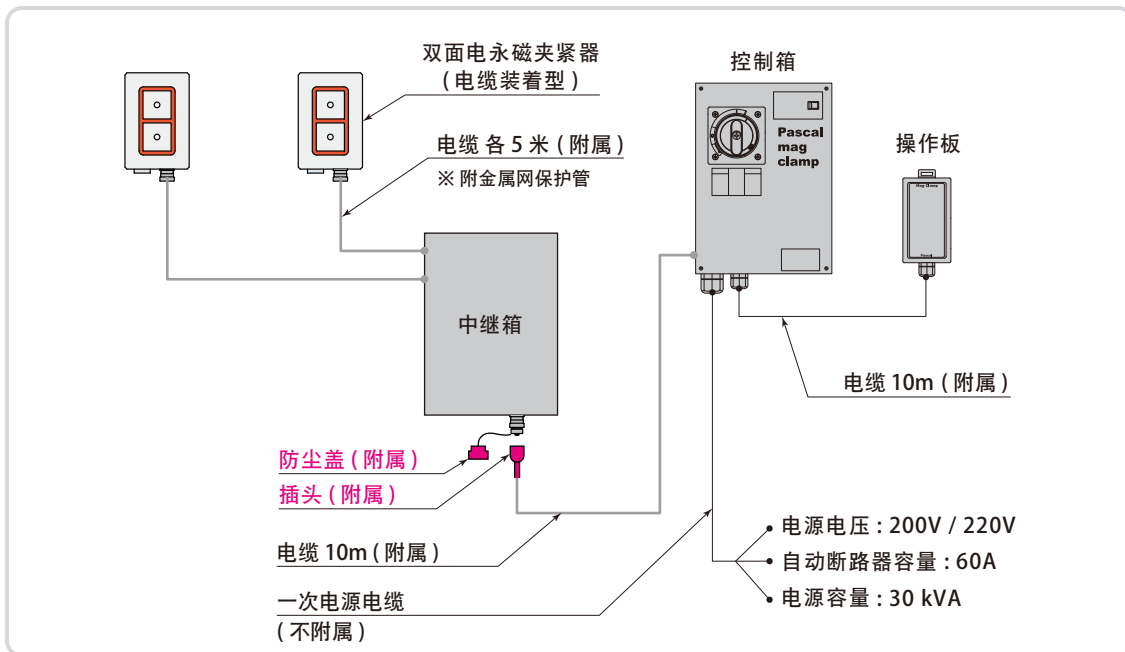 双面电永磁夹紧器
( 电缆装着型 )
电缆 各 5 米 ( 附属 )
※ 附金属网保护管
控制箱
Pascal
mag
clamp
操作板
Mag Clamp
Pascal
中继箱
电缆 10m ( 附属 )
防尘盖 ( 附属 )
插头 ( 附属 )
电缆 10m ( 附属 )
一次电源电缆
( 不附属 )
电源电压 : 200V / 220V
自动断路器容量 : 60A
电源容量 : 30 kVA